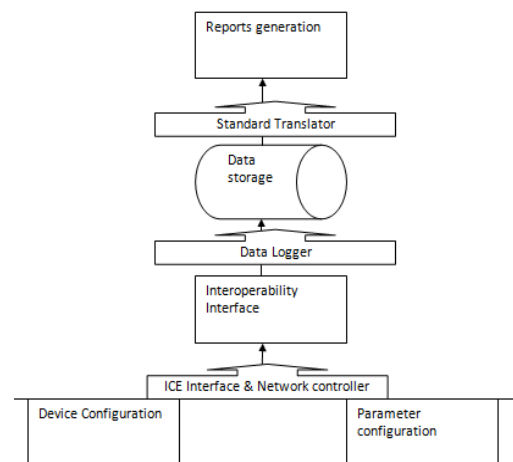 Reports generation
Standard Translator
Data
storage
Data Logger
Interoperability
Interface
ICE Interface & Network controller
Device Configuration
Parameter
configuration